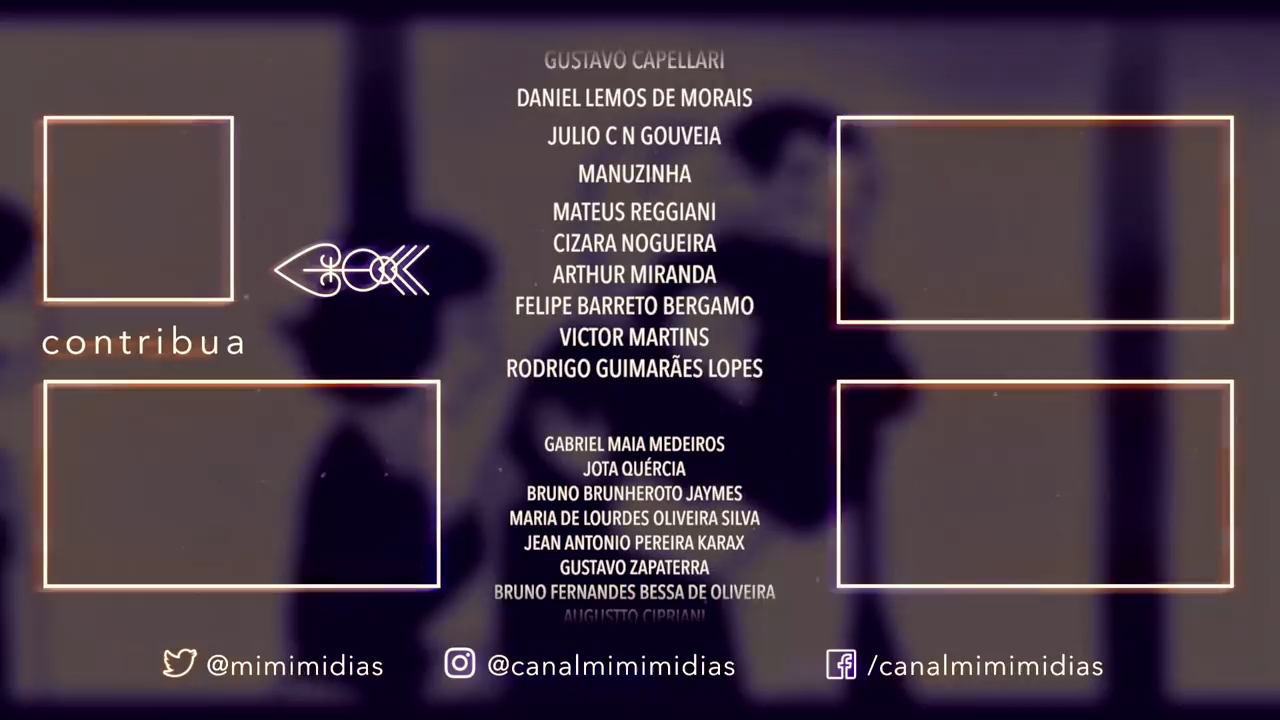 GUSTAVO CAPELLARI
DANIEL LEMOS DE MORAIS
JULIO C N GOUVEIA
MANUZINHA
MATEUS REGGIANI
CIZARA NOGUEIRA
ARTHUR MIRANDA
FELIPE BARRETO BERGAMO
VICTOR MARTINS
RODRIGO GUIMARÃES LOPES
contribua
GABRIEL MAIA MEDEIROS
JOTA QUÉRCIA
BRUNO BRUNHEROTO JAYMES
MARIA DE LOURDES OLIVEIRA SILVA
JEAN ANTONIO PEREIRA KARAX
GUSTAVO ZAPATERRA
BRUNO FERNANDES BESSA DE OLIVEIRA
AUGUSTTO CIPRIANI
@mimimidias
@canalmimimidias
/canalmimimidias